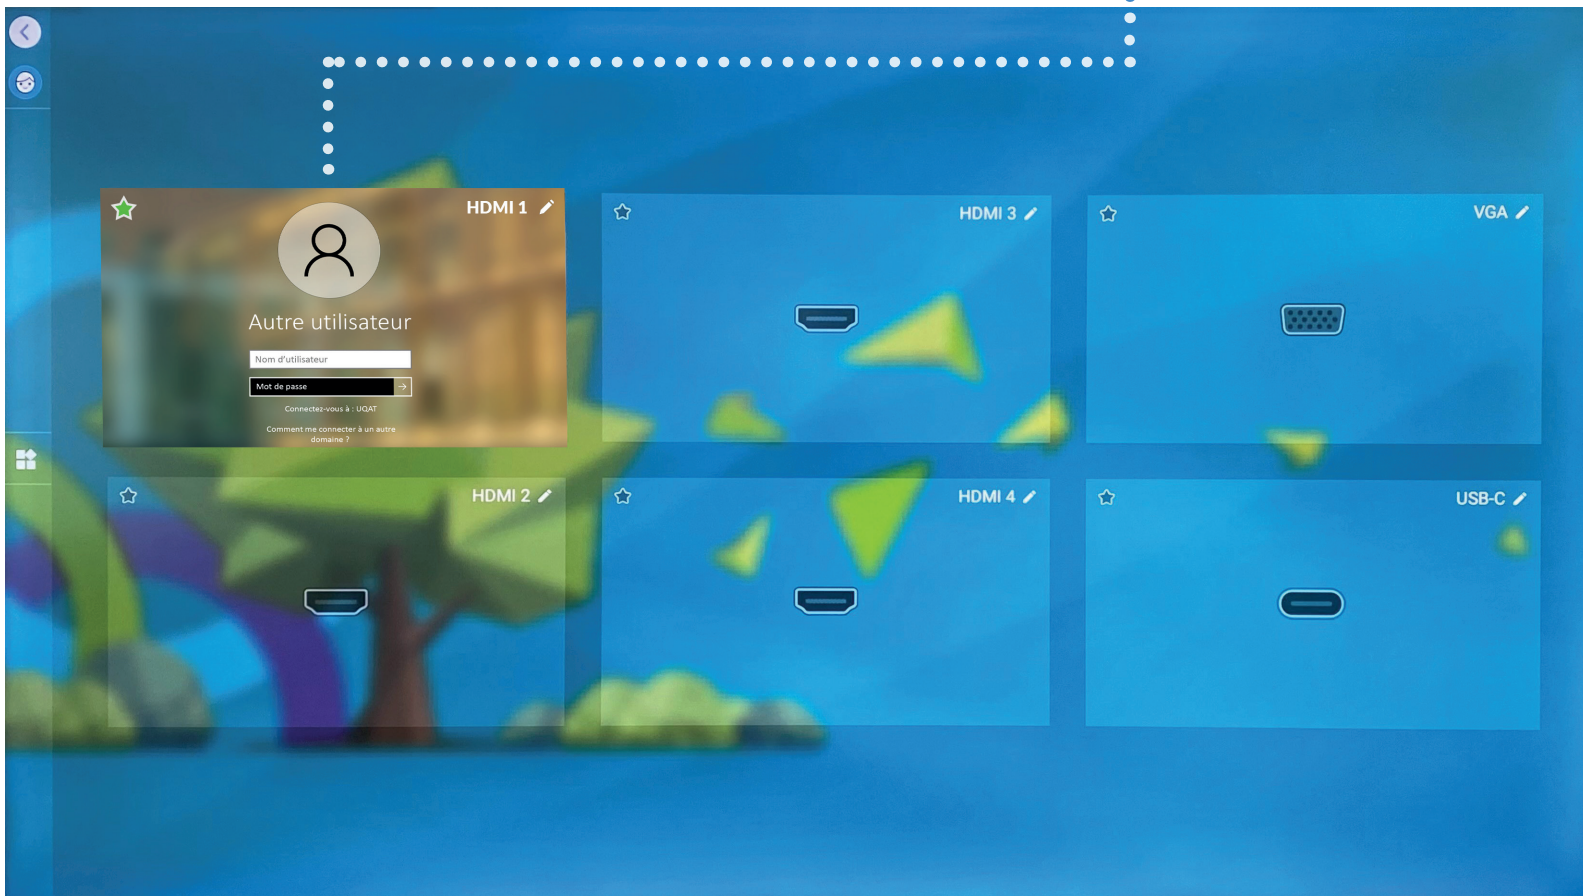 HDMI 1
Autre utilisateur
Nom d'utilisateur
Mot de passe
Connectez-vous à : UQAT
Comment me connecter à un autre
domaine ?
HDMI 3
VGA
HDMI 2
HDMI 4
USB-C